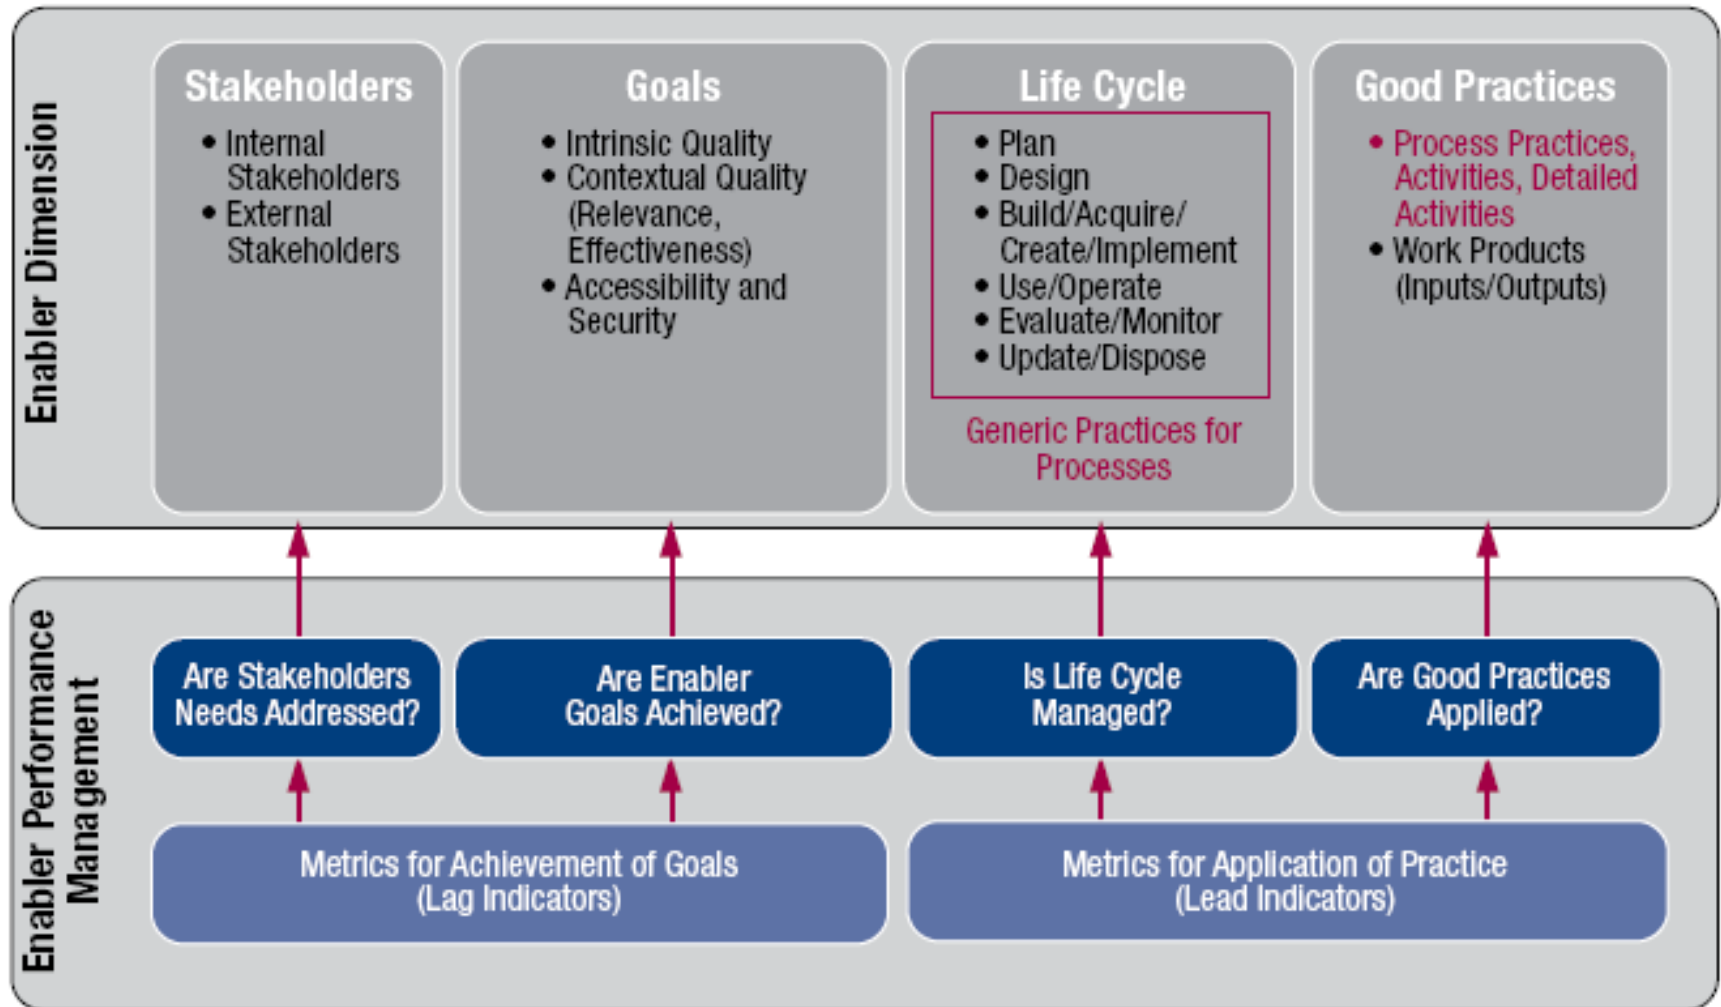 Enabler Dimension
Stakeholders
• Internal
Stakeholders
• External
Stakeholders
Goals
• Intrinsic Quality
• Contextual Quality
(Relevance,
Effectiveness)
• Accessibility and
Security
Life Cycle
• Plan
• Design
• Build/Acquire/
Create/Implement
• Use/Operate
• Evaluate/Monitor
• Update/Dispose
Generic Practices for
Processes
Good Practices
• Process Practices,
Activities, Detailed
Activities
• Work Products
(Inputs/Outputs)
Enabler Performance
Management
Are Stakeholders
Needs Addressed?
Are Enabler
Goals Achieved?
Is Life Cycle
Managed?
Are Good Practices
Applied?
Metrics for Achievement of Goals
(Lag Indicators)
Metrics for Application of Practice
(Lead Indicators)